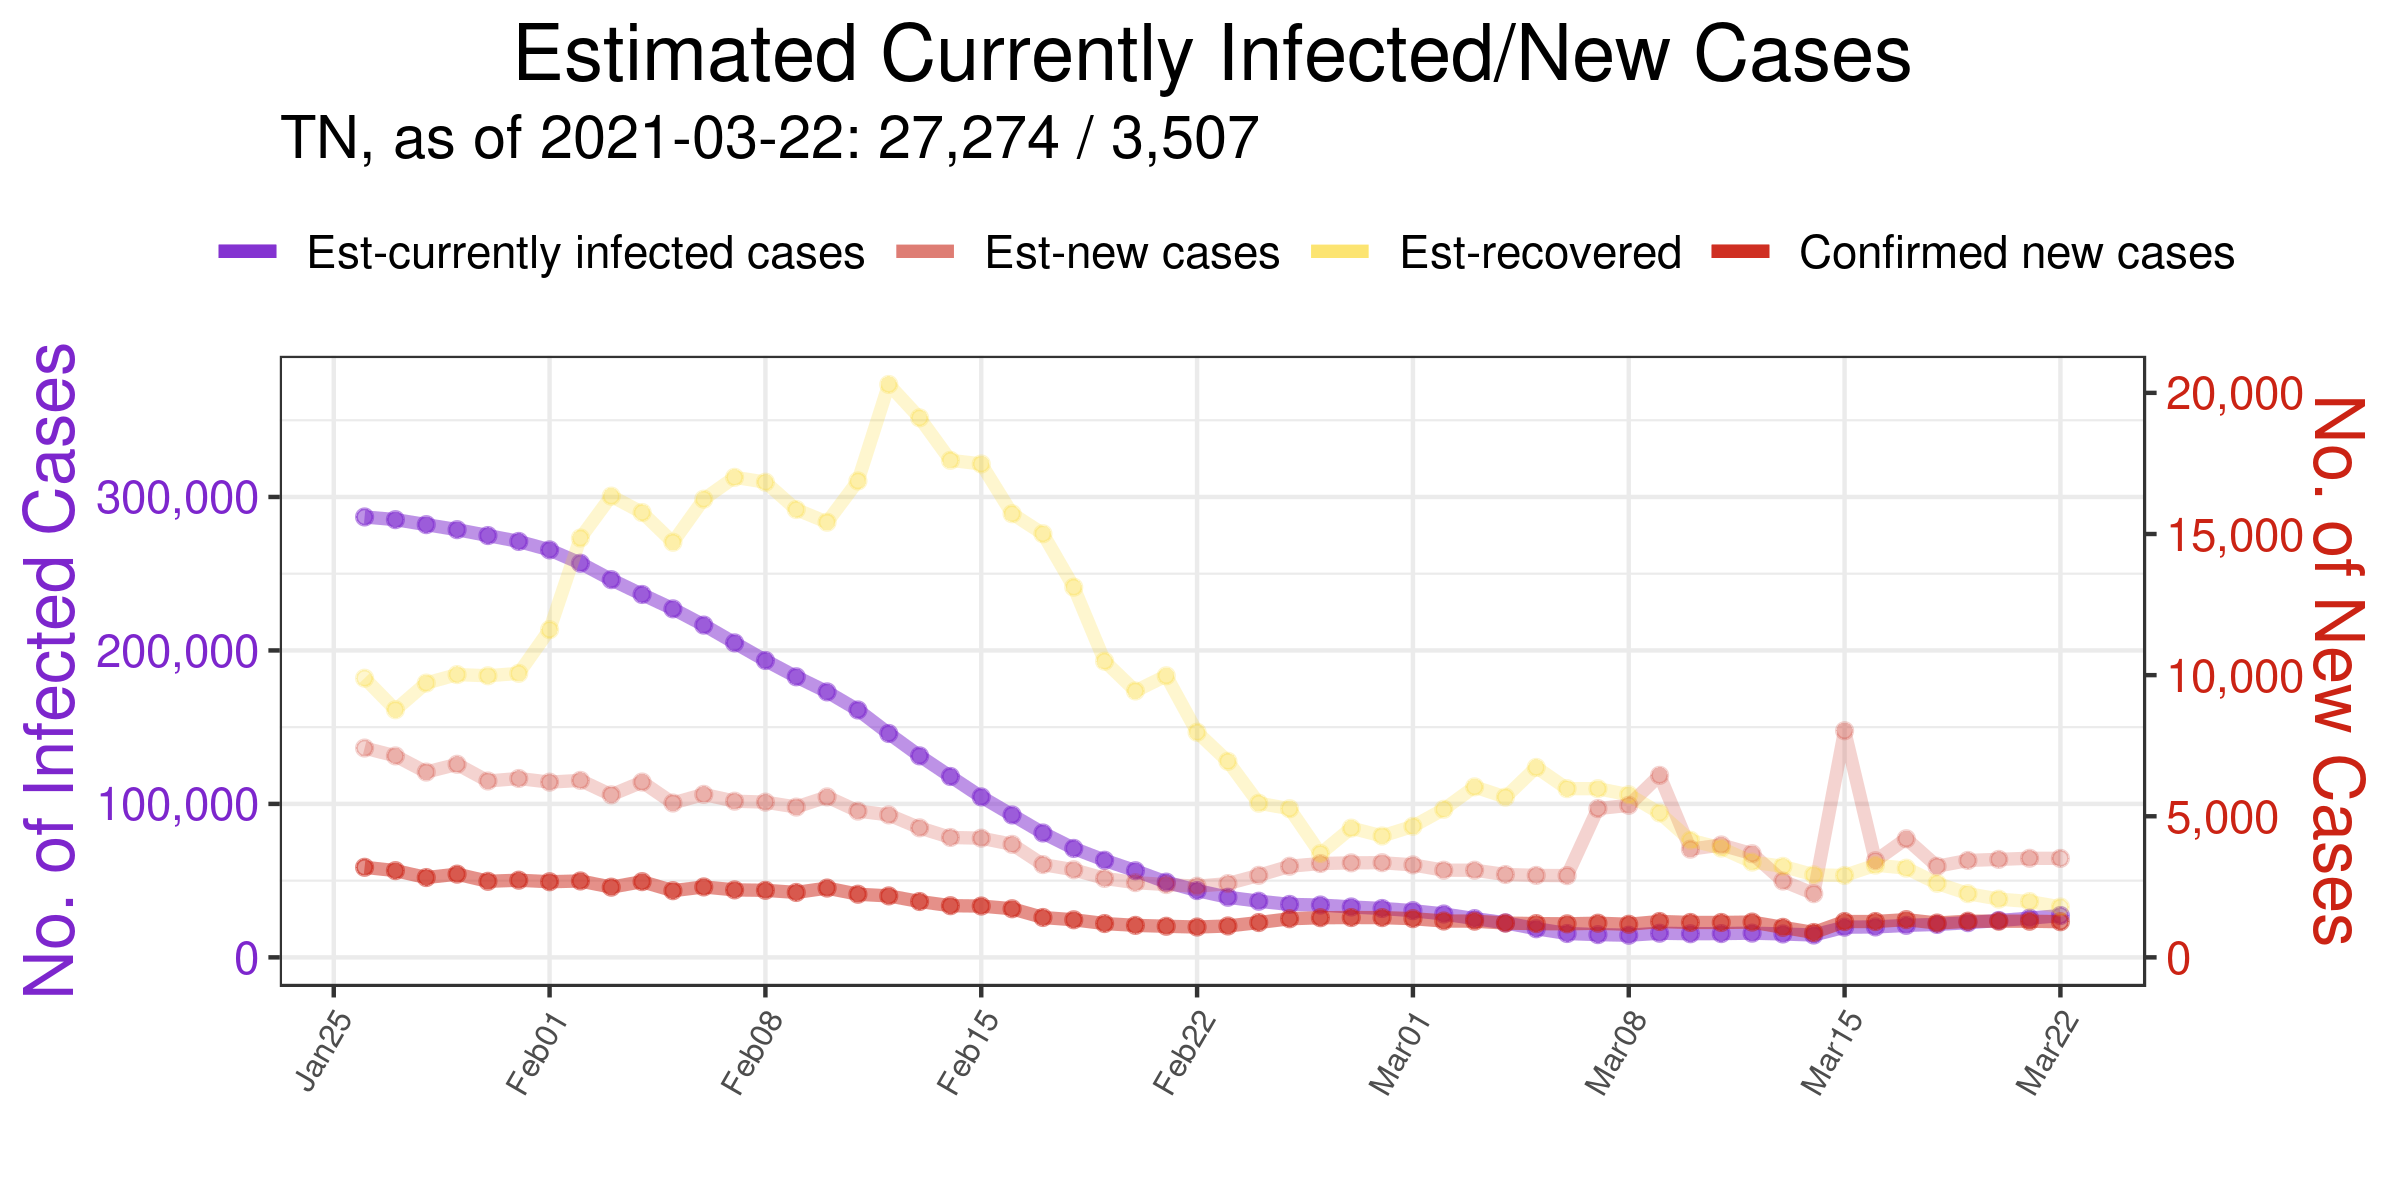 Estimated Currently Infected/New Cases
TN, as of 2021-03-22: 27,274 / 3,507
Est-currently infected cases Est-new cases Est-recovered Confirmed new cases
No. of Infected Cases
300,000
200,000
100,000
0
20,000
15,000
10,000
5,000
0
No. of New Cases
Jan25 Feb01 Feb08 Feb15 Feb22 Mar01 Mar08 Mar15 Mar22